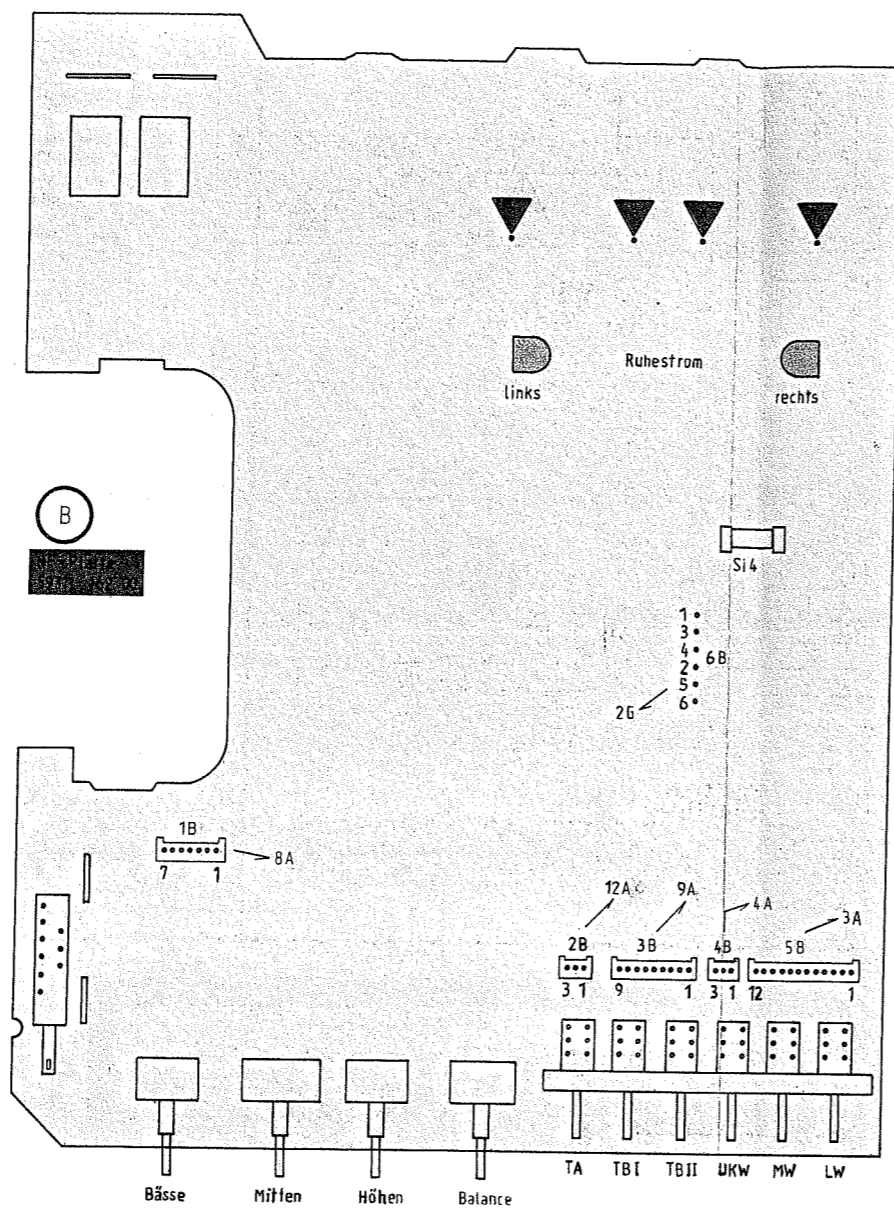 links
Ruhestrom
rechts
B
Si4
1
3
4
2
5
6
6B
2G
1B
7 1
8A
12A
9A
4A
3A
2B
3B
4B
5B
3 1
9 1
3 1
12 1
TA TBI TBII UKW MW LW
Bässe Mitten Höhen Balance